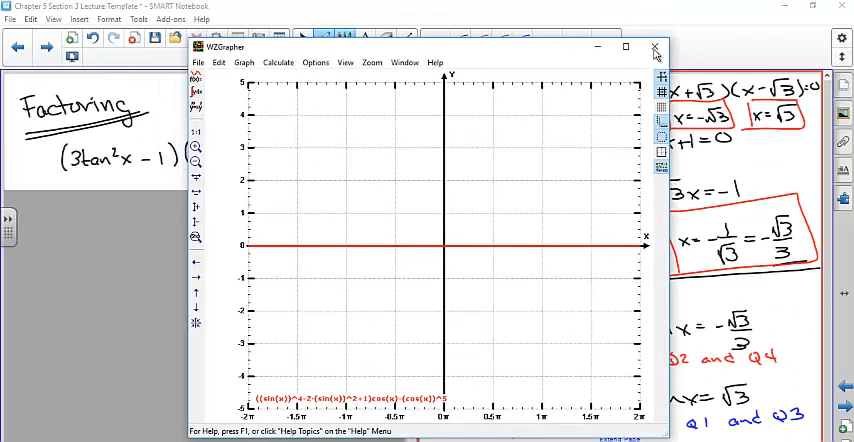 Chapter 5 Section 3 Lecture Template * - SMART Notebook
File Edit View Insert Format Tools Add-ons Help
Factoring
(3tan²x - 1)(
WZGrapher
File Edit Graph Calculate Options View Zoom Window Help
Y
5
4
3
2
1
0
-1
-2
-3
-4
-5
X
((sin(x))^4-2·(sin(x))^2+1)cos(x)-(cos(x))^5
-2π -1.5π -1π -0.5π 0π 0.5π 1π 1.5π 2π
1:1
For Help, press F1, or click "Help Topics" on the "Help" Menu
x + √3 )(x - √3)=0
x = -√3 x = √3
x + 1 = 0
√3x = -1
x = - 1/√3 = - √3/3
x = - √3/3
Q2 and Q4
x = √3
Q1 and Q3
Extend Page